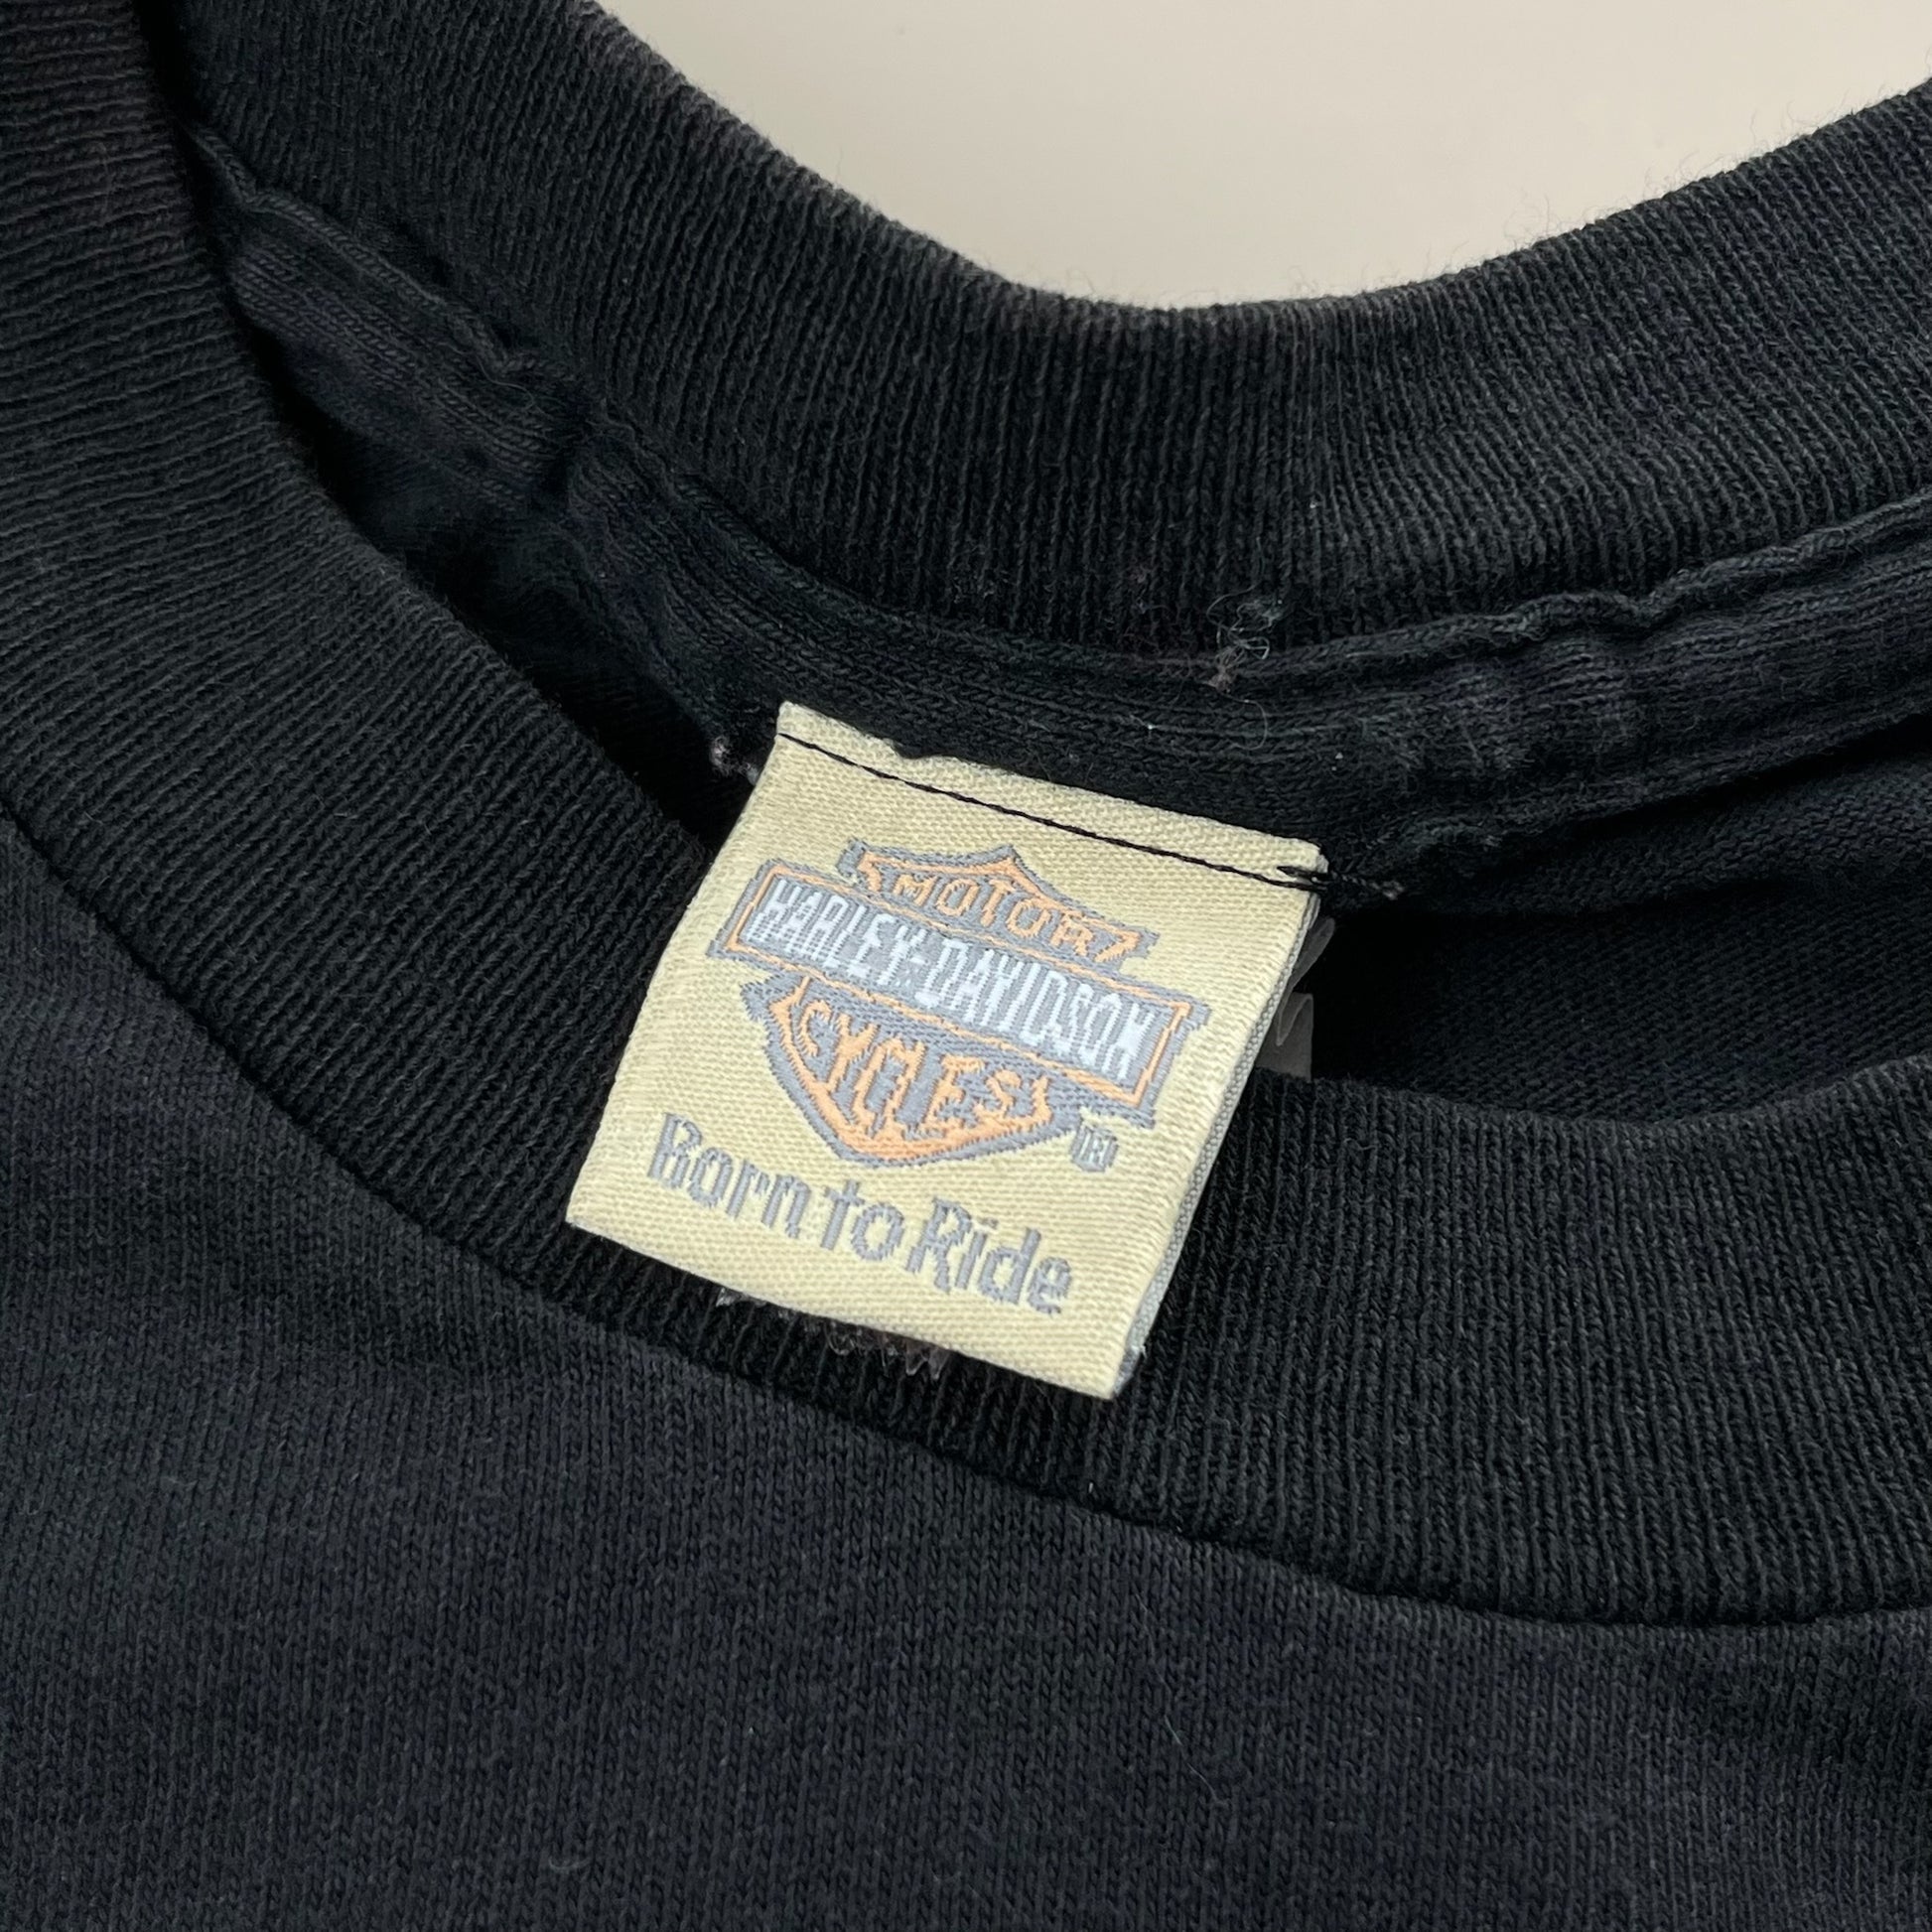 MOTOR
HARLEY-DAVIDSON
CYCLES
®
Born to Ride